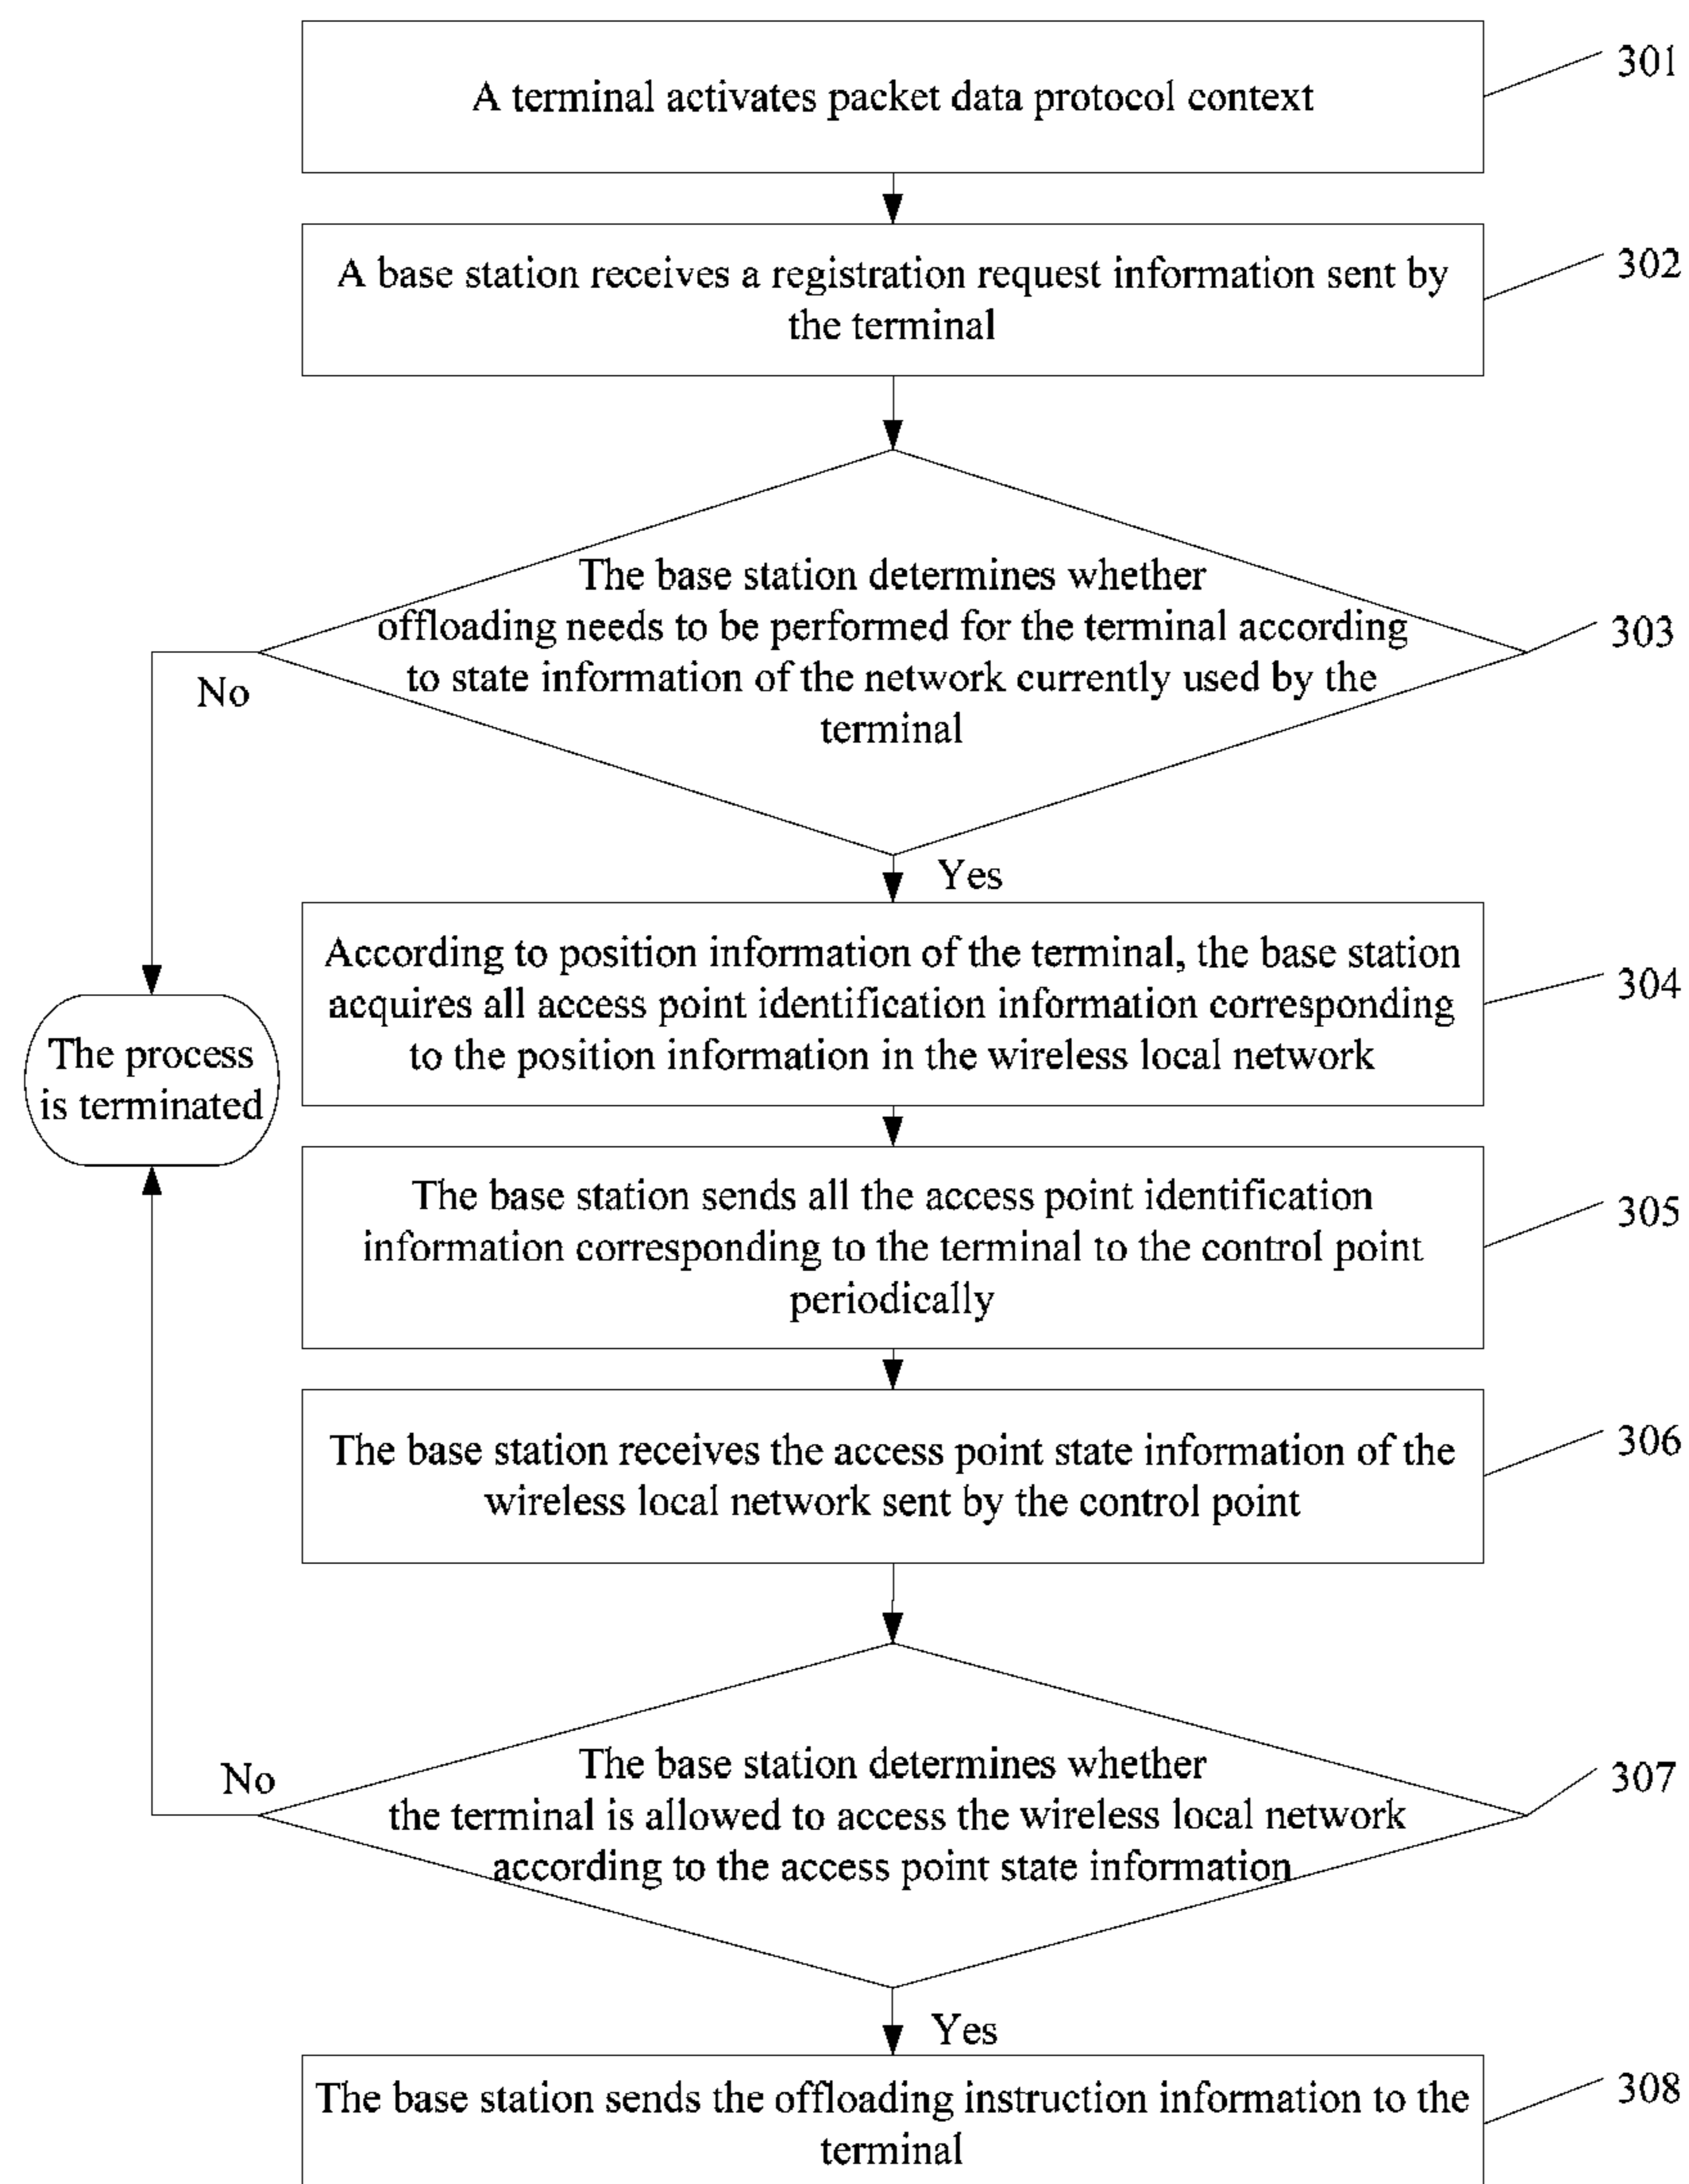 A terminal activates packet data protocol context
301
A base station receives a registration request information sent by
the terminal
302
The base station determines whether
offloading needs to be performed for the terminal according
to state information of the network currently used by the
terminal
303
No
Yes
According to position information of the terminal, the base station
acquires all access point identification information corresponding
to the position information in the wireless local network
304
The process
is terminated
The base station sends all the access point identification
information corresponding to the terminal to the control point
periodically
305
The base station receives the access point state information of the
wireless local network sent by the control point
306
The base station determines whether
the terminal is allowed to access the wireless local network
according to the access point state information
307
No
Yes
The base station sends the offloading instruction information to the
terminal
308